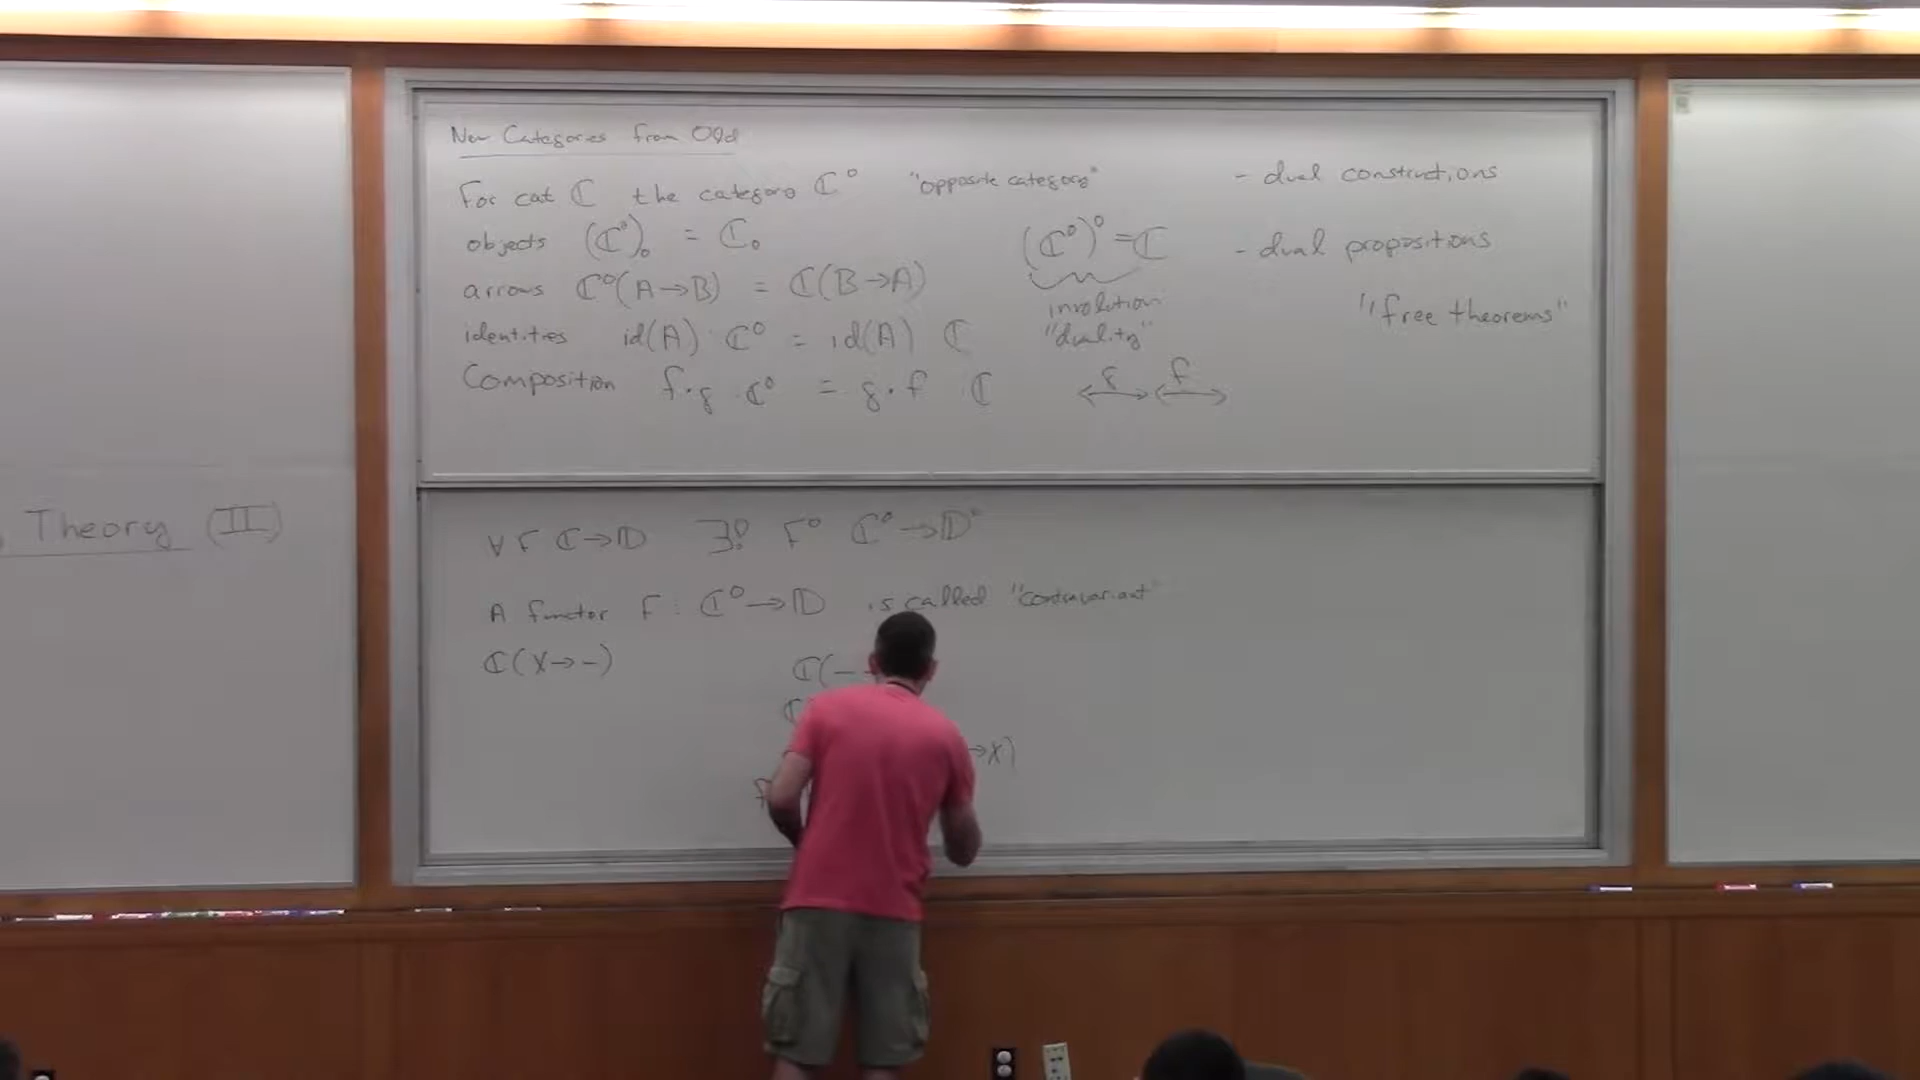 Theory (II)
New Categories from Old
For cat ℂ the category ℂ° "opposite category"
objects (ℂ°)₀ = ℂ₀
arrows ℂ°(A→B) = ℂ(B→A)
identities id(A) : ℂ° = id(A) ℂ
Composition f·g : ℂ° = g·f ℂ
(ℂ°)° = ℂ
involution
"duality"
g f
- dual constructions
- dual propositions
"free theorems"
∀ F ℂ→𝔻 ∃! F° ℂ°→𝔻°
A functor F : ℂ°→𝔻 is called "contravariant"
ℂ(X→-) ℂ(-
ℂ
→X)
f